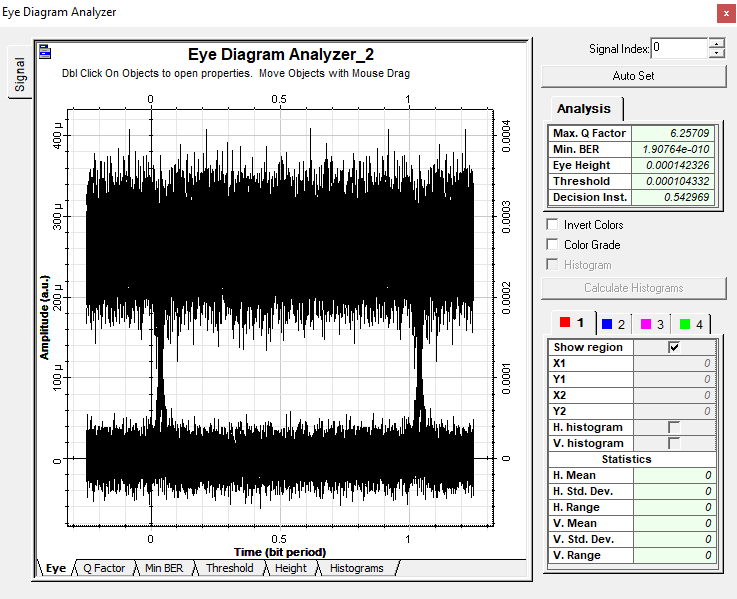 Eye Diagram Analyzer
x
Signal
Eye Diagram Analyzer_2
Dbl Click On Objects to open properties. Move Objects with Mouse Drag
0 0.5 1
400 µ
300 µ
200 µ
100 µ
0
Amplitude (a.u.)
0.0004
0.0003
0.0002
0.0001
0
0 0.5 1
Time (bit period)
Eye Q Factor Min BER Threshold Height Histograms
Signal Index: 0
Auto Set
Analysis
Max. Q Factor 6.25709
Min. BER 1.90764e-010
Eye Height 0.000142326
Threshold 0.000104332
Decision Inst. 0.542969
Invert Colors
Color Grade
Histogram
Calculate Histograms
1 2 3 4
Show region
X1 0
Y1 0
X2 0
Y2 0
H. histogram
V. histogram
Statistics
H. Mean 0
H. Std. Dev. 0
H. Range 0
V. Mean 0
V. Std. Dev. 0
V. Range 0